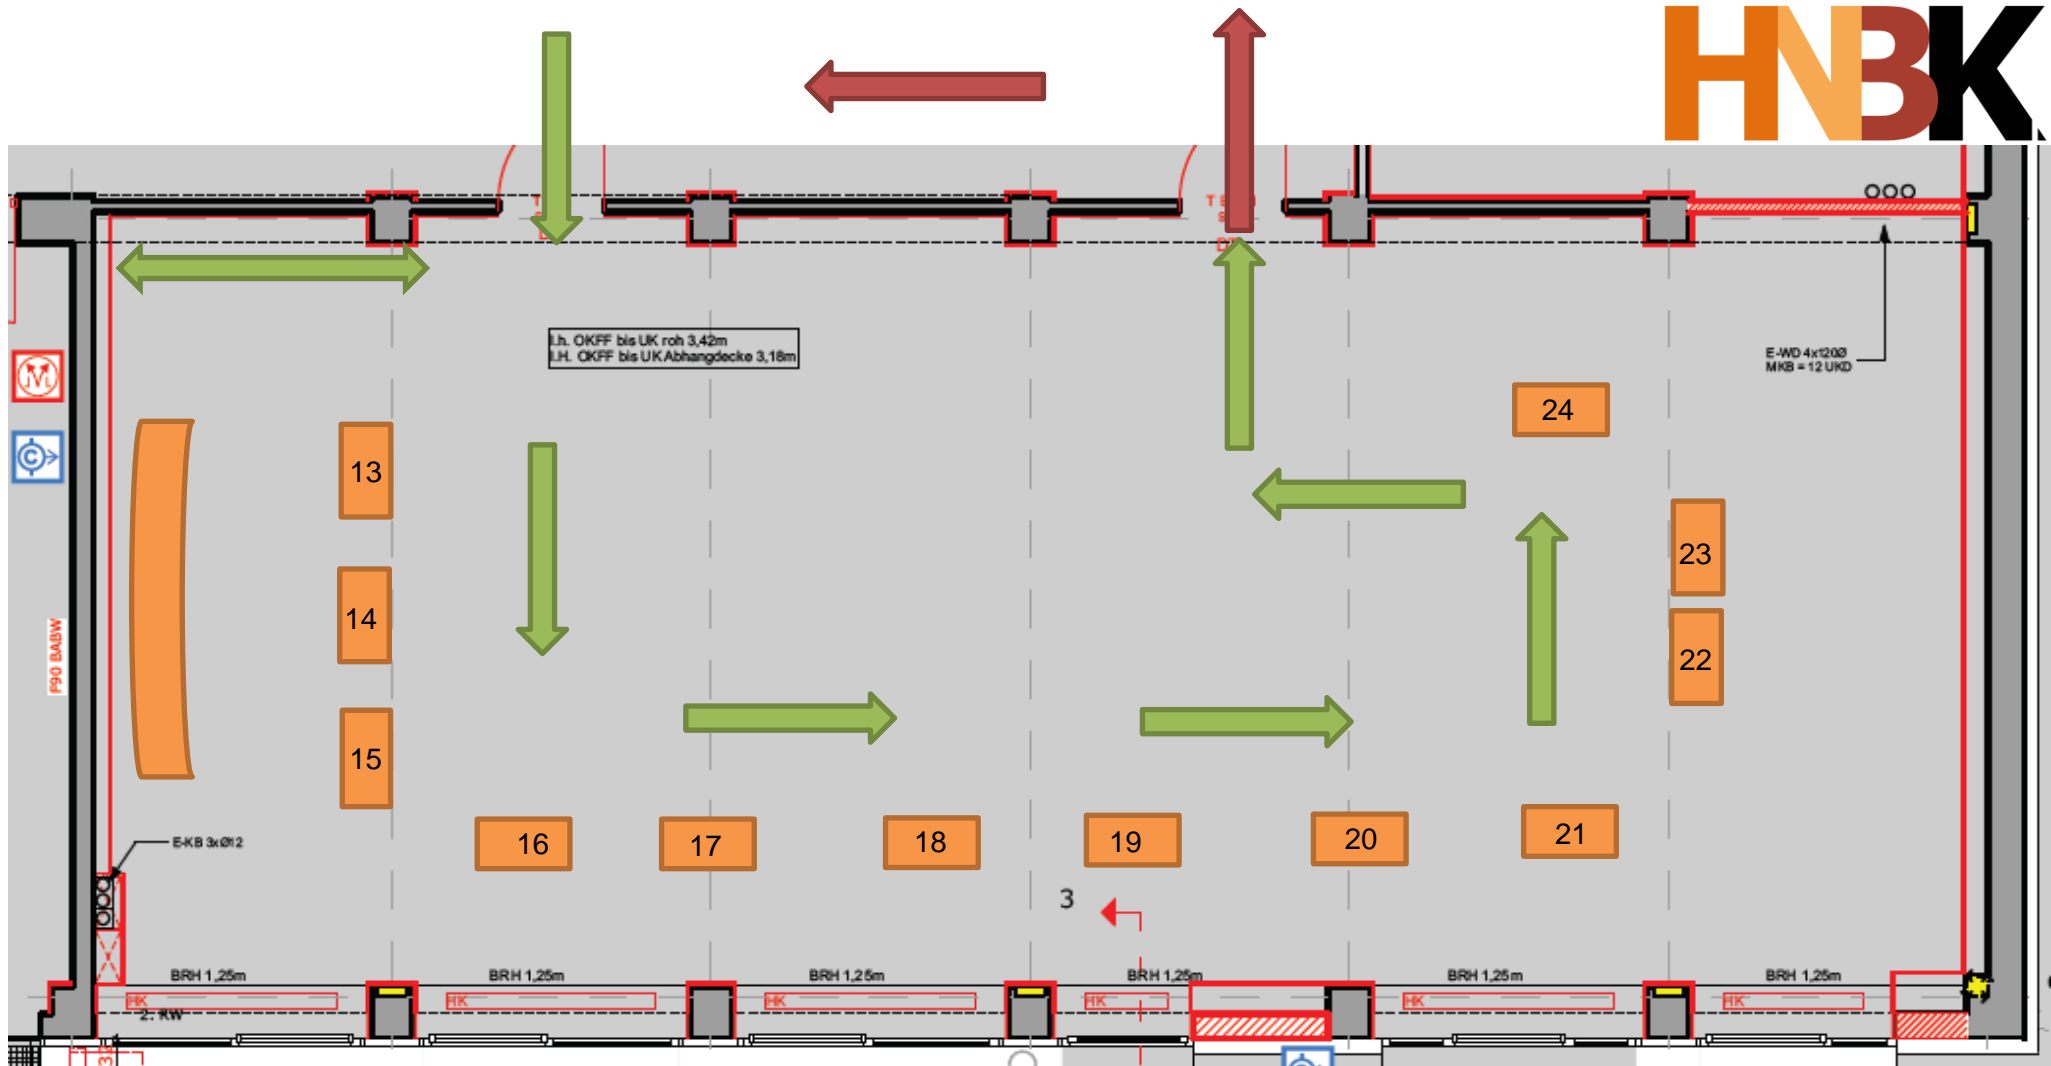 HNBK
I.h. OKFF bis UK roh 3,42m
I.H. OKFF bis UK Abhangdecke 3,18m
E-WD 4x120Ø
MKB = 12 UKD
24
13
23
14
22
F90 BABW
15
16
17
18
19
20
21
E-KB 3xØ12
3
BRH 1,25m
BRH 1,25m
BRH 1,25m
BRH 1,25m
BRH 1,25m
BRH 1,25m
HK
HK
HK
HK
HK
HK
2. RW
C